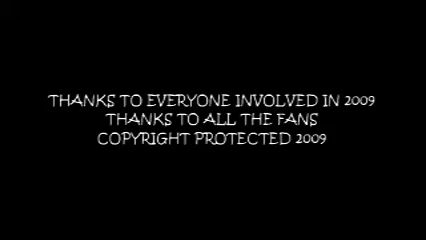 THANKS TO EVERYONE INVOLVED IN 2009
THANKS TO ALL THE FANS
COPYRIGHT PROTECTED 2009